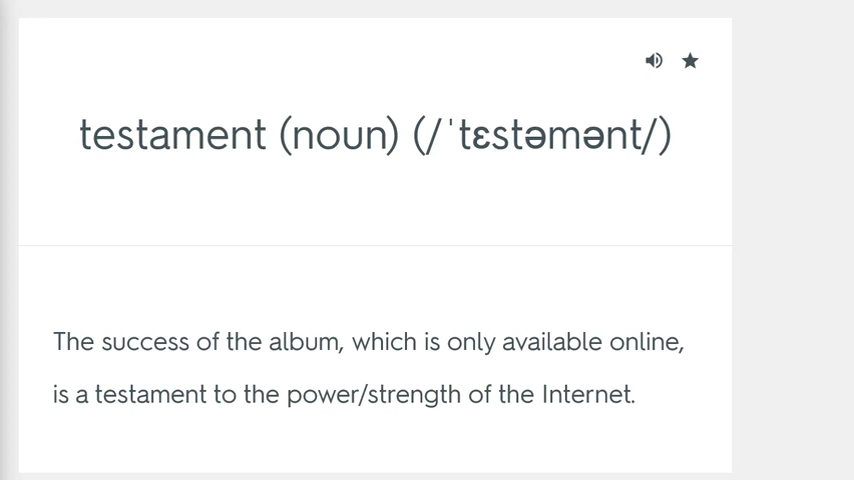 testament (noun) (/ˈtɛstəmənt/)
The success of the album, which is only available online,
is a testament to the power/strength of the Internet.